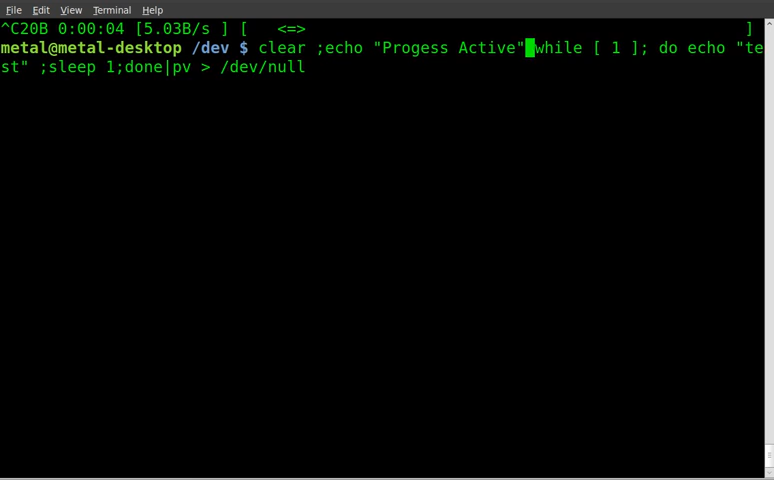 File Edit View Terminal Help
^C20B 0:00:04 [5.03B/s ] [   <=>                                              ]
metal@metal-desktop /dev $ clear ;echo "Progess Active" while [ 1 ]; do echo "te
st" ;sleep 1;done|pv > /dev/null